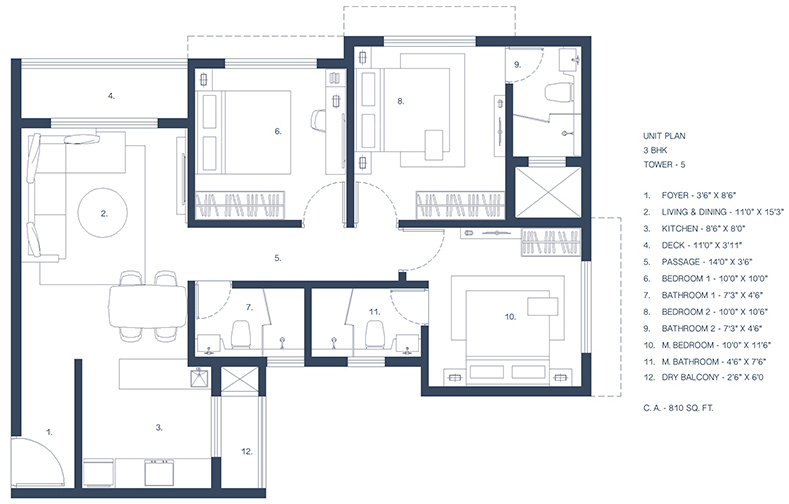 UNIT PLAN
3 BHK
TOWER - 5
1. FOYER - 3'6" X 8'6"
2. LIVING & DINING - 11'0" X 15'3"
3. KITCHEN - 8'6" X 8'0"
4. DECK - 11'0" X 3'11"
5. PASSAGE - 14'0" X 3'6"
6. BEDROOM 1 - 10'0" X 10'0"
7. BATHROOM 1 - 7'3" X 4'6"
8. BEDROOM 2 - 10'0" X 10'6"
9. BATHROOM 2 - 7'3" X 4'6"
10. M. BEDROOM - 10'0" X 11'6"
11. M. BATHROOM - 4'6" X 7'6"
12. DRY BALCONY - 2'6" X 6'0
C. A. - 810 SQ. FT.
9.
4.
8.
6.
2.
5.
7.
11.
10.
1.
3.
12.